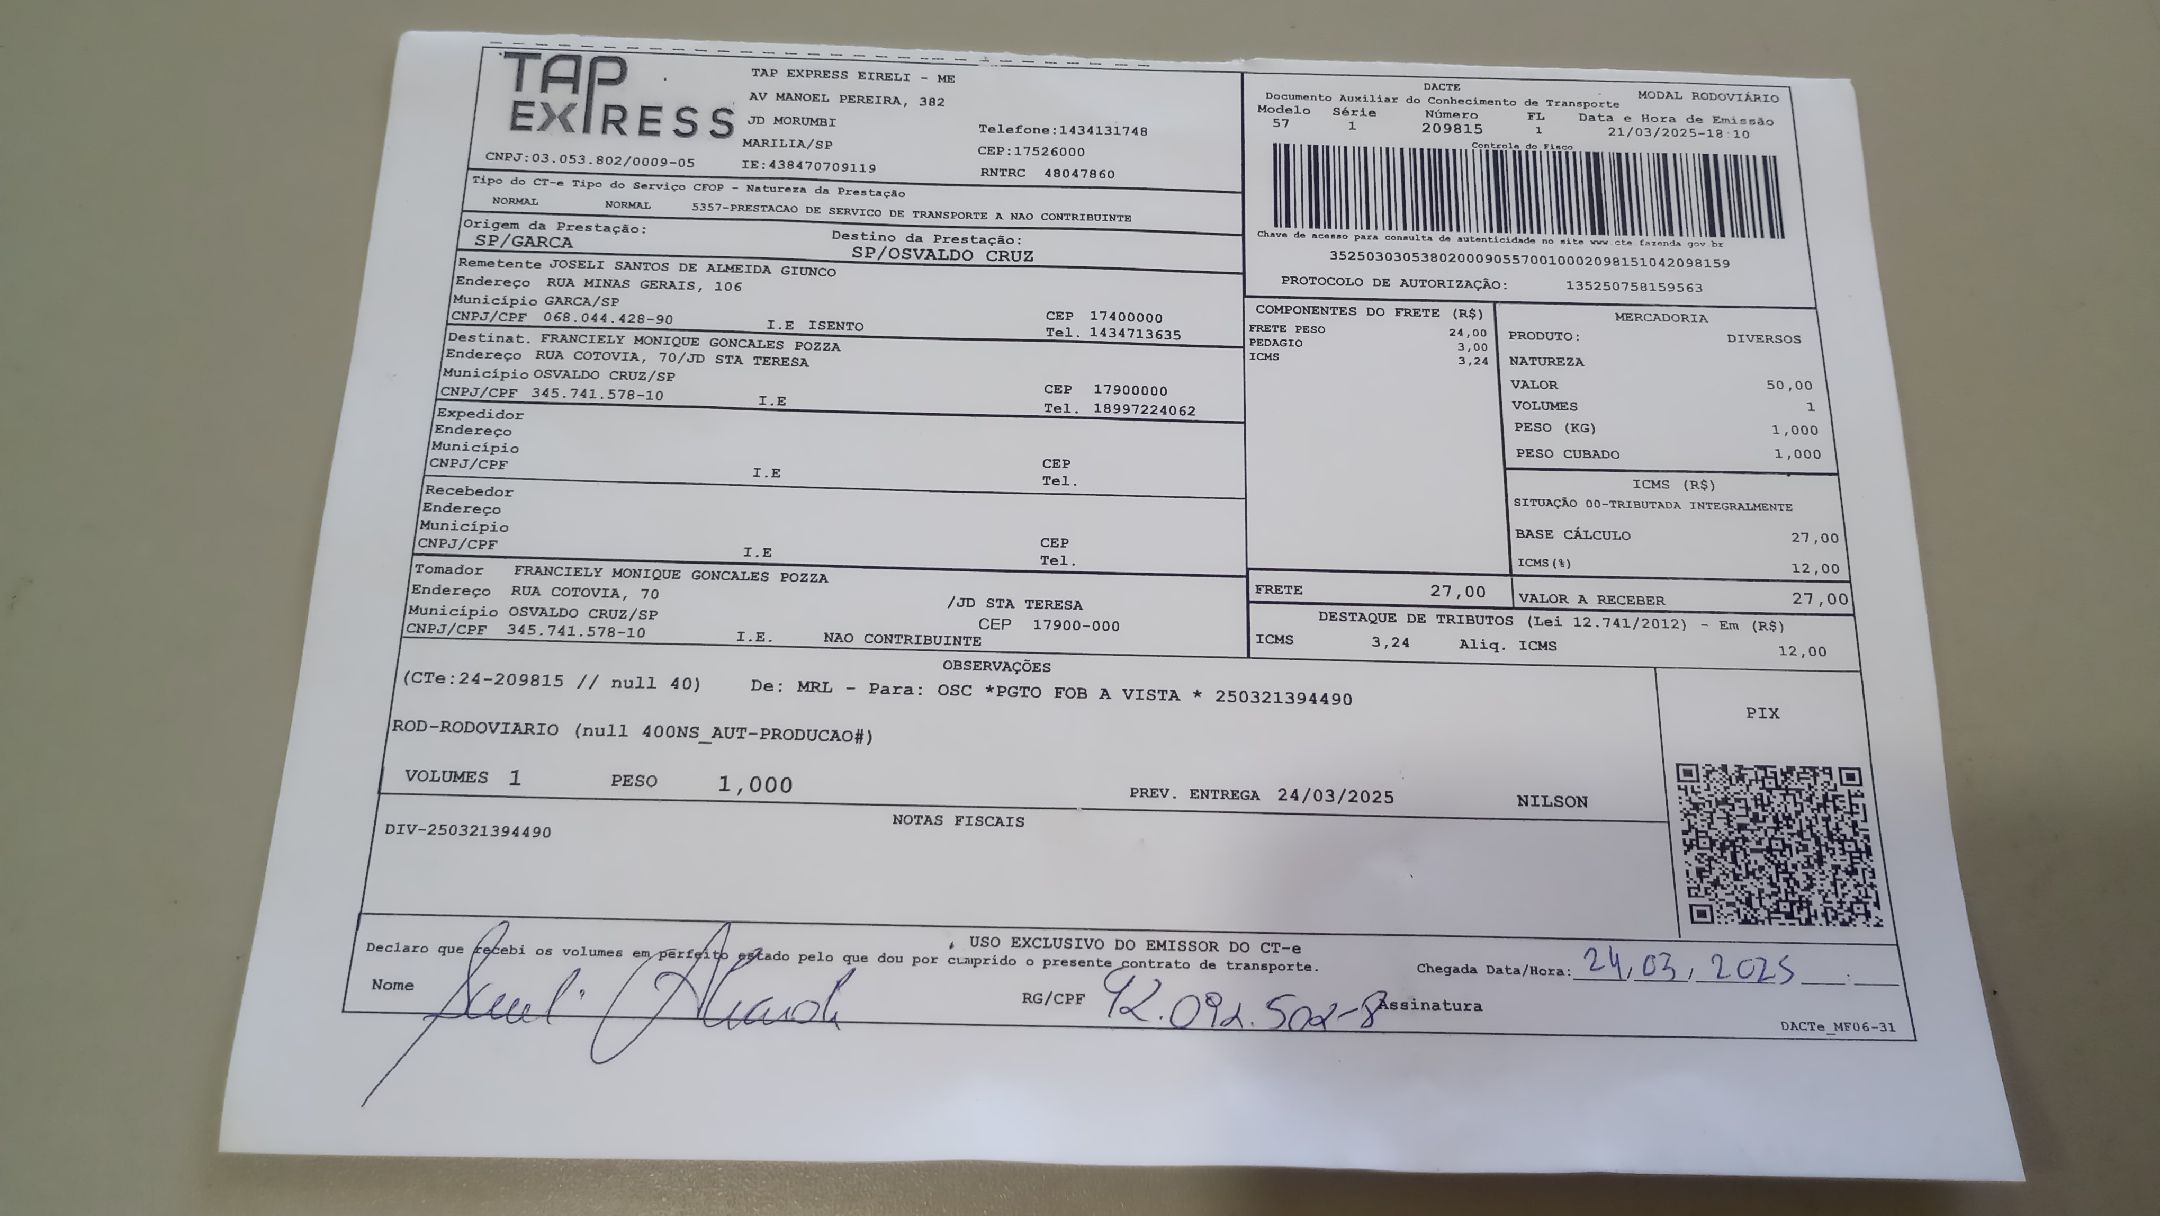 TAP
EXPRESS
TAP EXPRESS EIRELI - ME
AV MANOEL PEREIRA, 382
JD MORUMBI
MARILIA/SP
Telefone:1434131748
CEP:17526000
CNPJ:03.053.802/0009-05 IE:438470709119 RNTRC 48047860
Tipo do CT-e Tipo do Serviço CFOP - Natureza da Prestação
NORMAL NORMAL 5357-PRESTACAO DE SERVICO DE TRANSPORTE A NAO CONTRIBUINTE
Origem da Prestação: Destino da Prestação:
SP/GARCA SP/OSVALDO CRUZ
Remetente JOSELI SANTOS DE ALMEIDA GIUNCO
Endereço RUA MINAS GERAIS, 106
Município GARCA/SP CEP 17400000
CNPJ/CPF 068.044.428-90 I.E ISENTO Tel. 1434713635
Destinat. FRANCIELY MONIQUE GONCALES POZZA
Endereço RUA COTOVIA, 70/JD STA TERESA
Município OSVALDO CRUZ/SP CEP 17900000
CNPJ/CPF 345.741.578-10 I.E Tel. 18997224062
Expedidor
Endereço
Município CEP
CNPJ/CPF I.E Tel.
Recebedor
Endereço
Município CEP
CNPJ/CPF I.E Tel.
Tomador FRANCIELY MONIQUE GONCALES POZZA
Endereço RUA COTOVIA, 70 /JD STA TERESA
Município OSVALDO CRUZ/SP CEP 17900-000
CNPJ/CPF 345.741.578-10 I.E. NAO CONTRIBUINTE
DACTE MODAL RODOVIÁRIO
Documento Auxiliar do Conhecimento de Transporte
Modelo Série Número FL Data e Hora de Emissão
57 1 209815 1 21/03/2025-18:10
Controle do Fisco
Chave de acesso para consulta de autenticidade no site www.cte fazenda gov.br
35250303053802000905570010002098151042098159
PROTOCOLO DE AUTORIZAÇÃO: 135250758159563
COMPONENTES DO FRETE (R$)
FRETE PESO 24,00
PEDAGIO 3,00
ICMS 3,24
MERCADORIA
PRODUTO: DIVERSOS
NATUREZA
VALOR 50,00
VOLUMES 1
PESO (KG) 1,000
PESO CUBADO 1,000
ICMS (R$)
SITUAÇÃO 00-TRIBUTADA INTEGRALMENTE
BASE CÁLCULO 27,00
ICMS(%) 12,00
FRETE 27,00 VALOR A RECEBER 27,00
DESTAQUE DE TRIBUTOS (Lei 12.741/2012) - Em (R$)
ICMS 3,24 Aliq. ICMS 12,00
OBSERVAÇÕES
(CTe:24-209815 // null 40) De: MRL - Para: OSC *PGTO FOB A VISTA * 250321394490
ROD-RODOVIARIO (null 400NS_AUT-PRODUCAO#)
VOLUMES 1 PESO 1,000 PREV. ENTREGA 24/03/2025 NILSON
PIX
NOTAS FISCAIS
DIV-250321394490
USO EXCLUSIVO DO EMISSOR DO CT-e
Declaro que recebi os volumes em perfeito estado pelo que dou por cumprido o presente contrato de transporte.
Chegada Data/Hora: 24/03/2025
Nome RG/CPF 42.092.502-8 Assinatura
DACTe_MF06-31